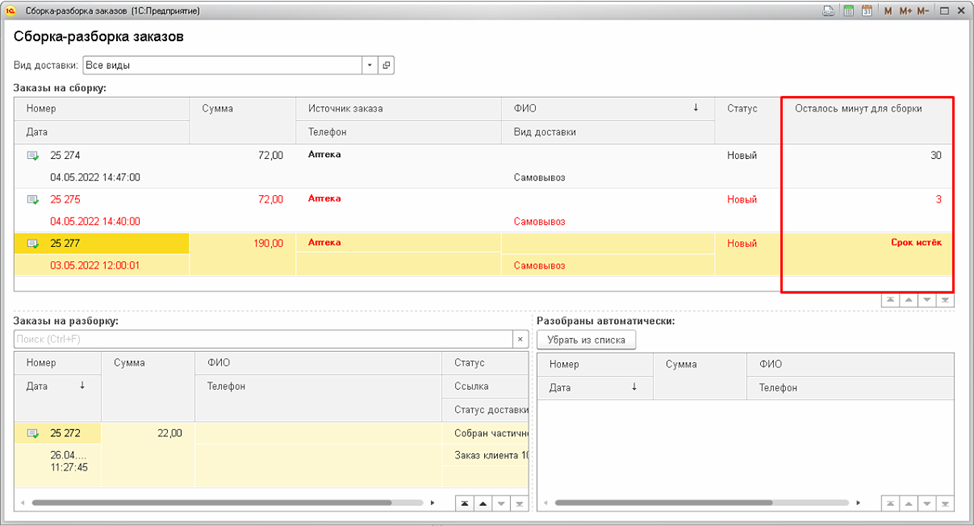 Сборка-разборка заказов (1С:Предприятие)
M M+ M-
Сборка-разборка заказов
Вид доставки: Все виды
Заказы на сборку:
Номер Сумма Источник заказа ФИО ↓ Статус Осталось минут для сборки
Дата Телефон Вид доставки
25 274 72,00 Аптека Новый 30
04.05.2022 14:47:00 Самовывоз
25 275 72,00 Аптека Новый 3
04.05.2022 14:40:00 Самовывоз
25 277 190,00 Аптека Новый Срок истёк
03.05.2022 12:00:01 Самовывоз
Заказы на разборку:
Поиск (Ctrl+F) ×
Номер Сумма ФИО Статус
Дата ↓ Телефон Ссылка
Статус доставки
25 272 22,00 Собран частичн
26.04.... Заказ клиента 10
11:27:45
Разобраны автоматически:
Убрать из списка
Номер Сумма ФИО
Дата ↓ Телефон